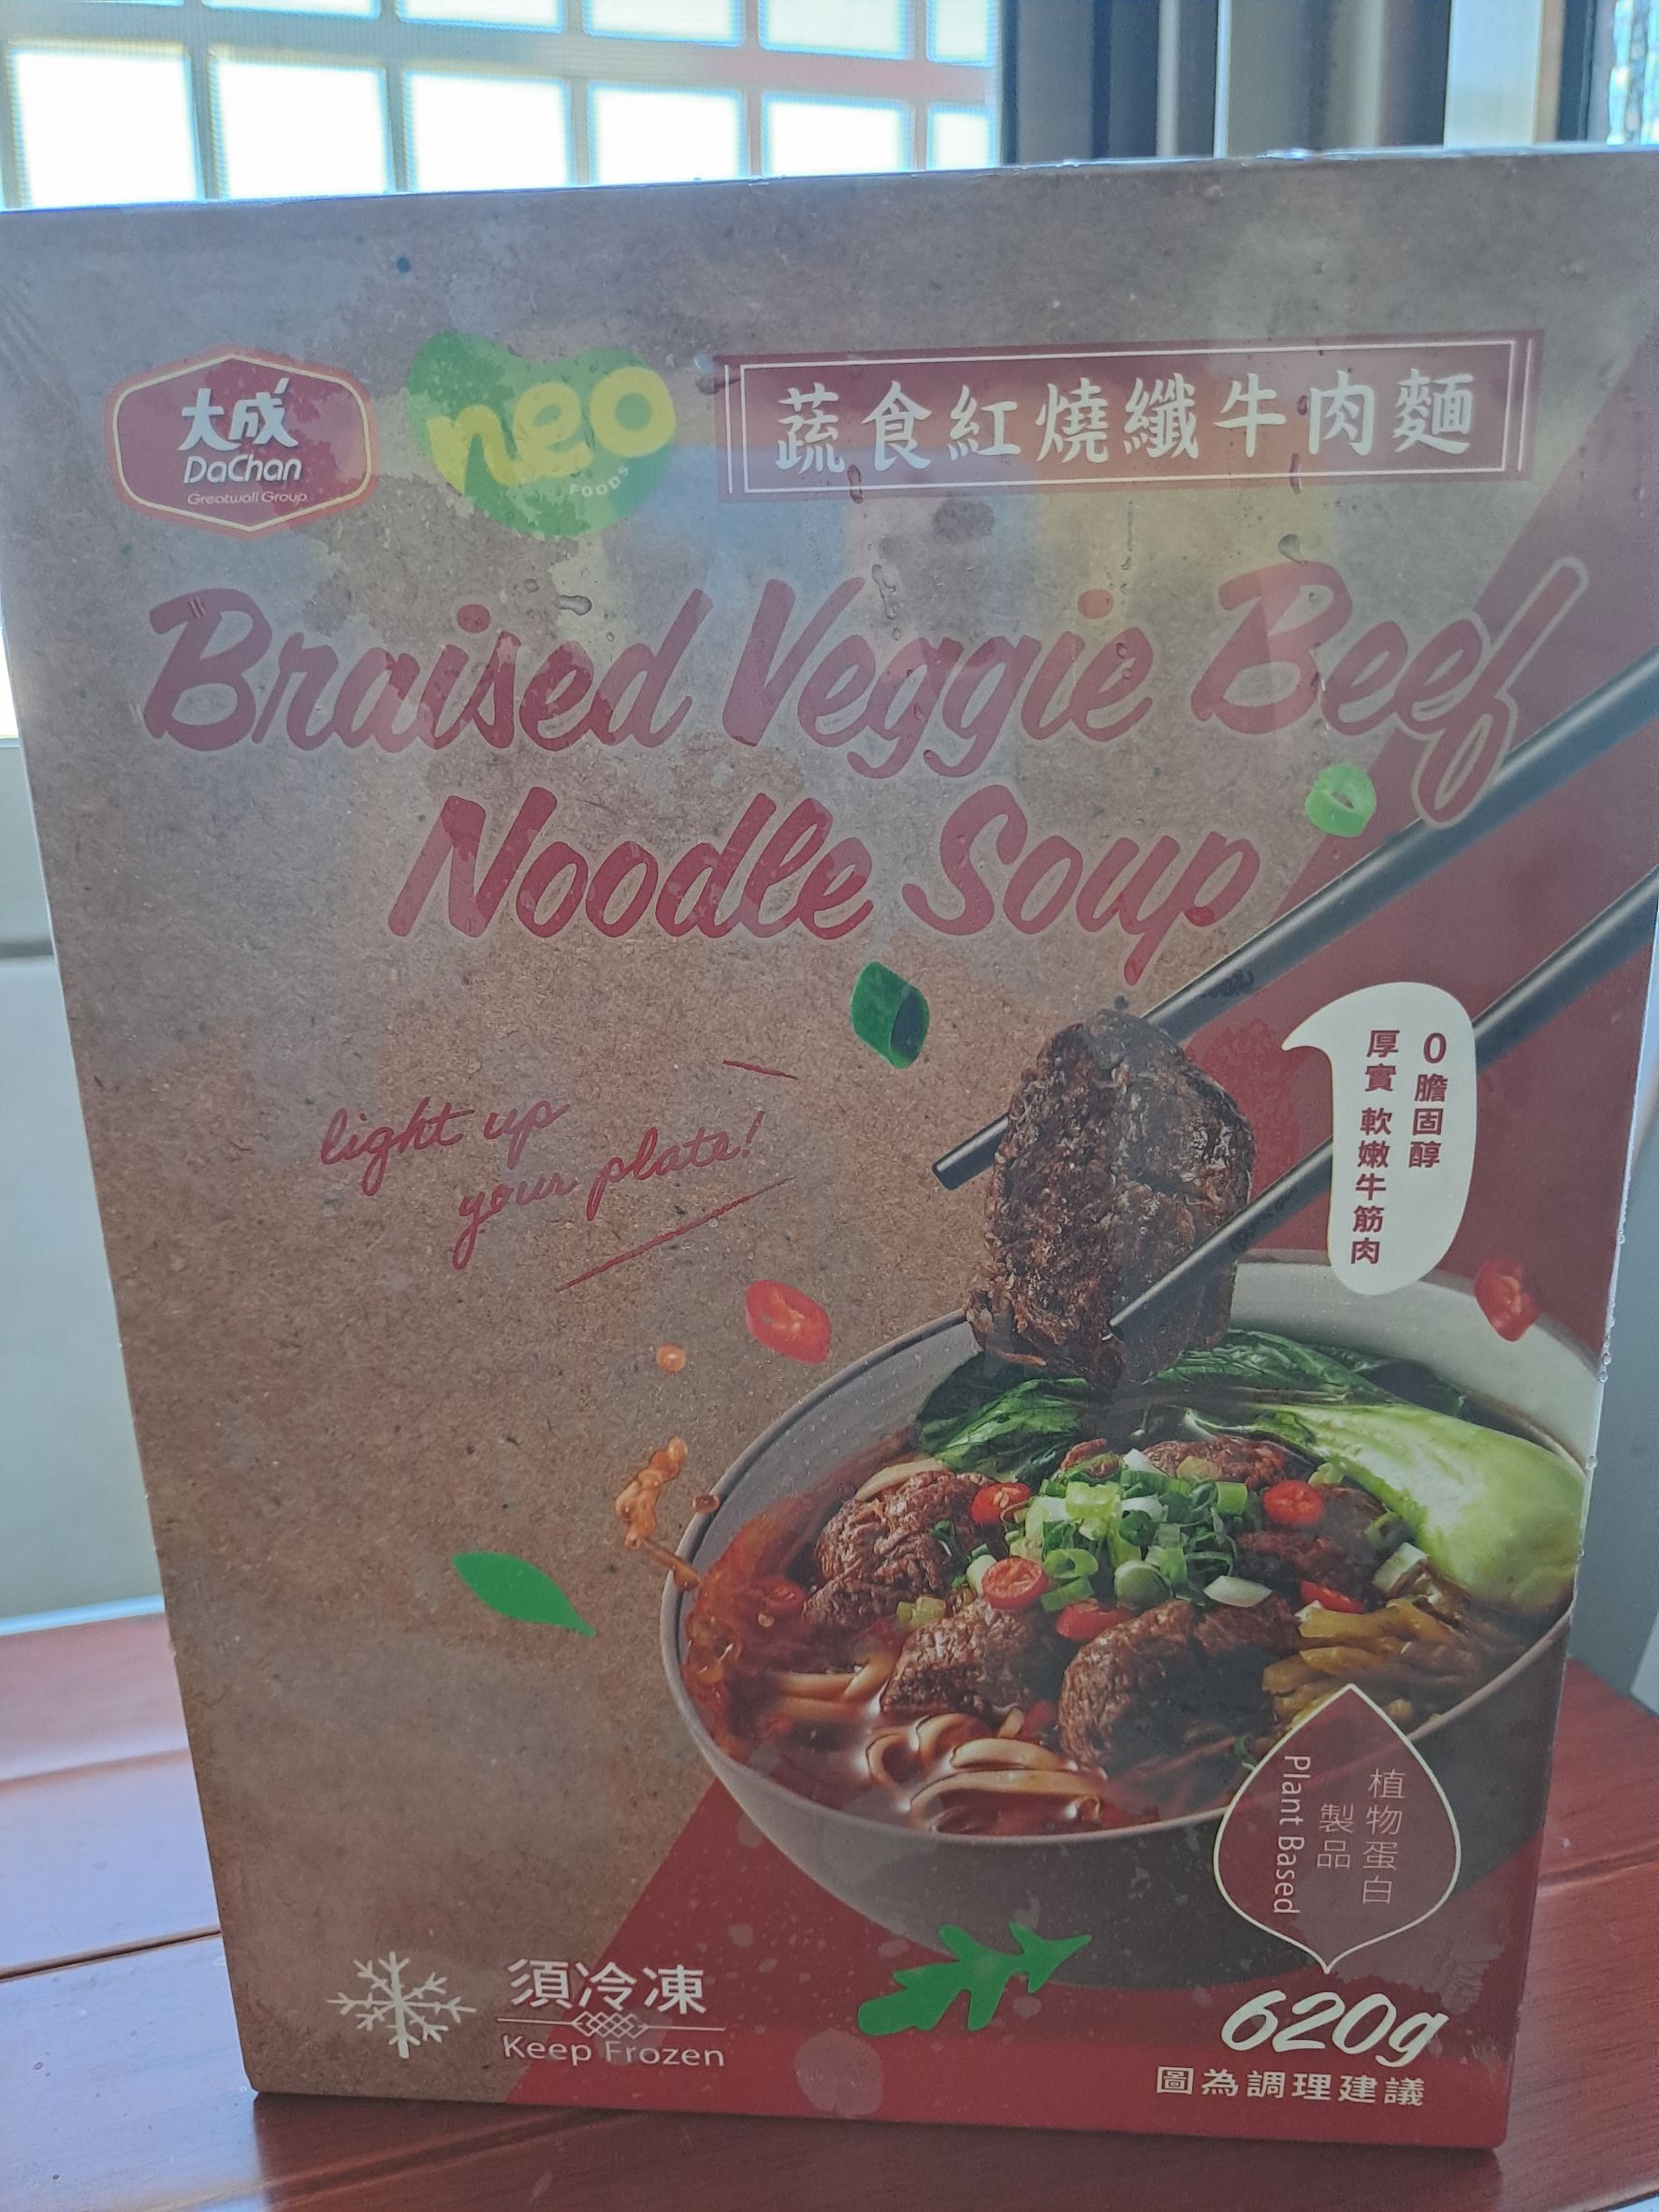 大成
DaChan
Greatwall Group
neo
FOODS
蔬食紅燒纖牛肉麵
Braised Veggie Beef
Noodle Soup
light up
your plate!
0膽固醇
厚實 軟嫩牛筋肉
植物蛋白
製品
Plant Based
須冷凍
Keep Frozen
620g
圖為調理建議